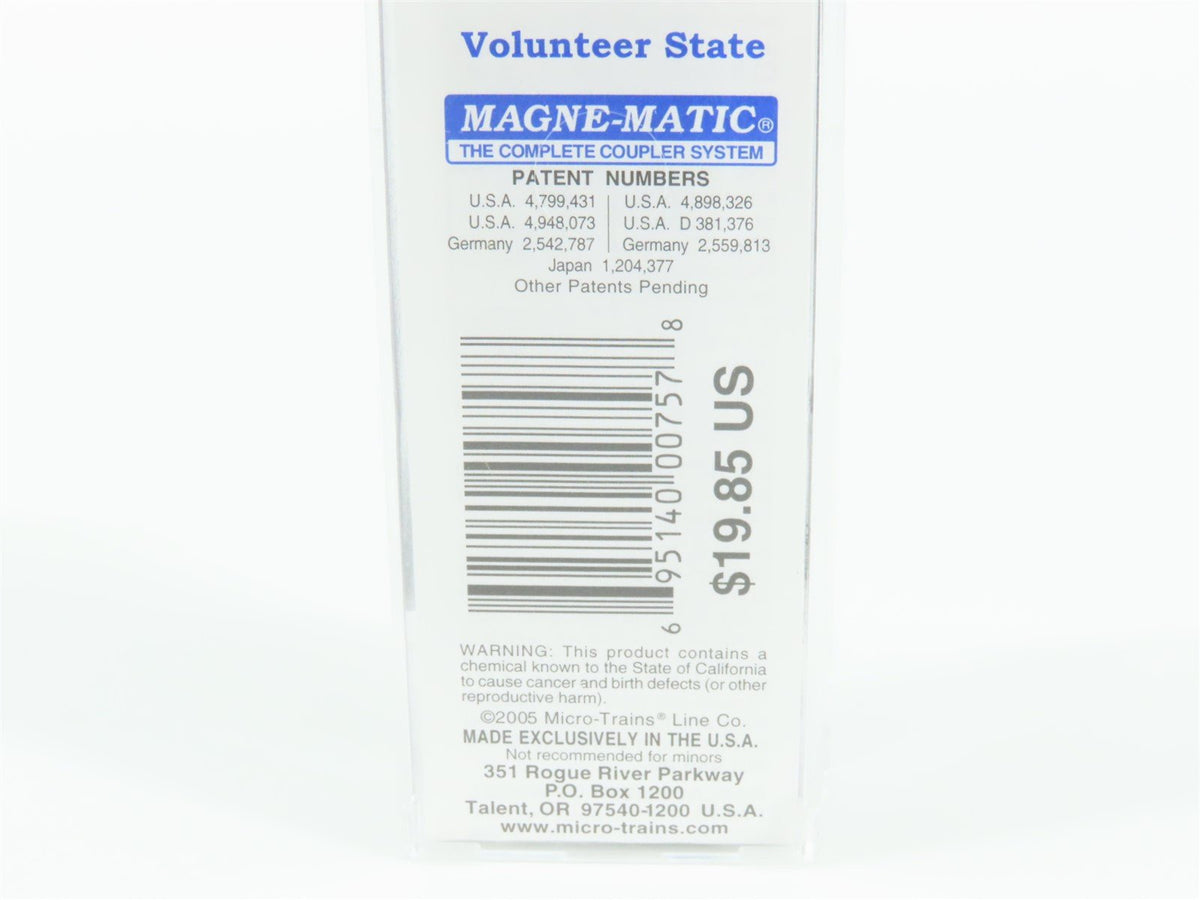 Volunteer State
MAGNE-MATIC®
THE COMPLETE COUPLER SYSTEM
PATENT NUMBERS
U.S.A. 4,799,431 | U.S.A. 4,898,326
U.S.A. 4,948,073 | U.S.A. D 381,376
Germany 2,542,787 | Germany 2,559,813
Japan 1,204,377
Other Patents Pending
6 95140 00757 8
$19.85 US
WARNING: This product contains a
chemical known to the State of California
to cause cancer and birth defects (or other
reproductive harm).
©2005 Micro-Trains® Line Co.
MADE EXCLUSIVELY IN THE U.S.A.
Not recommended for minors
351 Rogue River Parkway
P.O. Box 1200
Talent, OR 97540-1200 U.S.A.
www.micro-trains.com